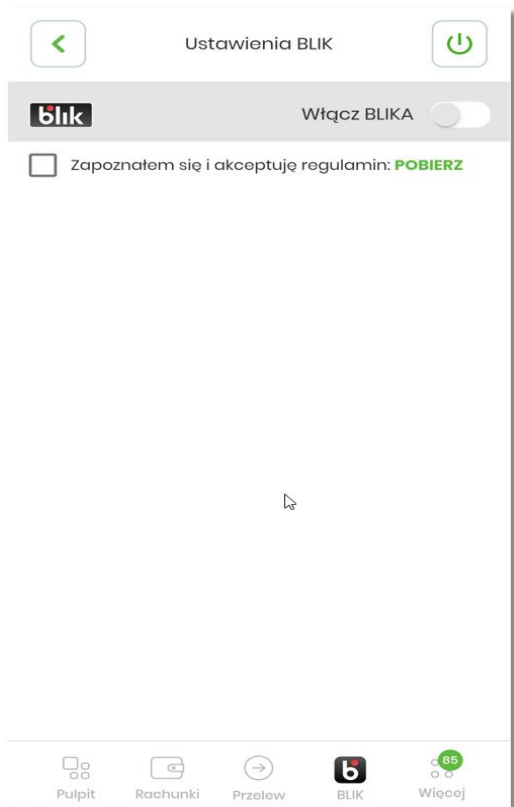 Ustawienia BLIK
blik Włącz BLIKA
Zapoznałem się i akceptuję regulamin: POBIERZ
85
Pulpit Rachunki Przelew BLIK Więcej